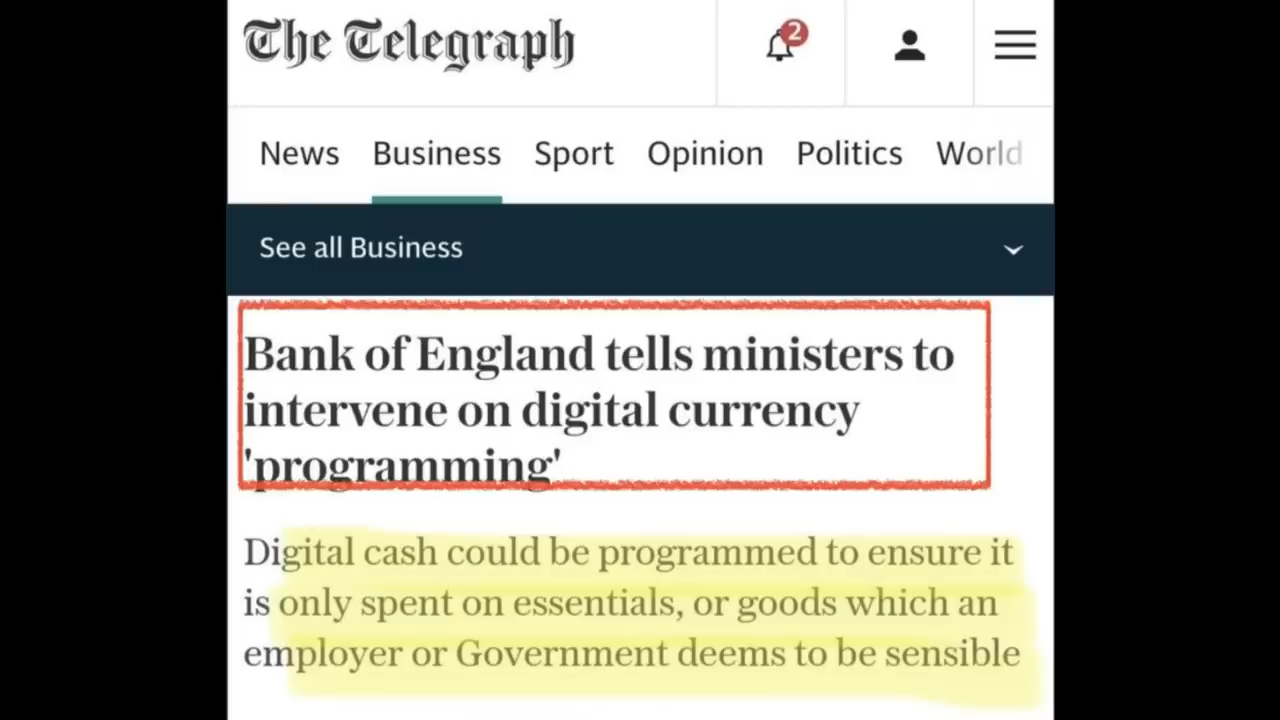 The Telegraph
2
News Business Sport Opinion Politics World
See all Business
Bank of England tells ministers to
intervene on digital currency
'programming'
Digital cash could be programmed to ensure it
is only spent on essentials, or goods which an
employer or Government deems to be sensible